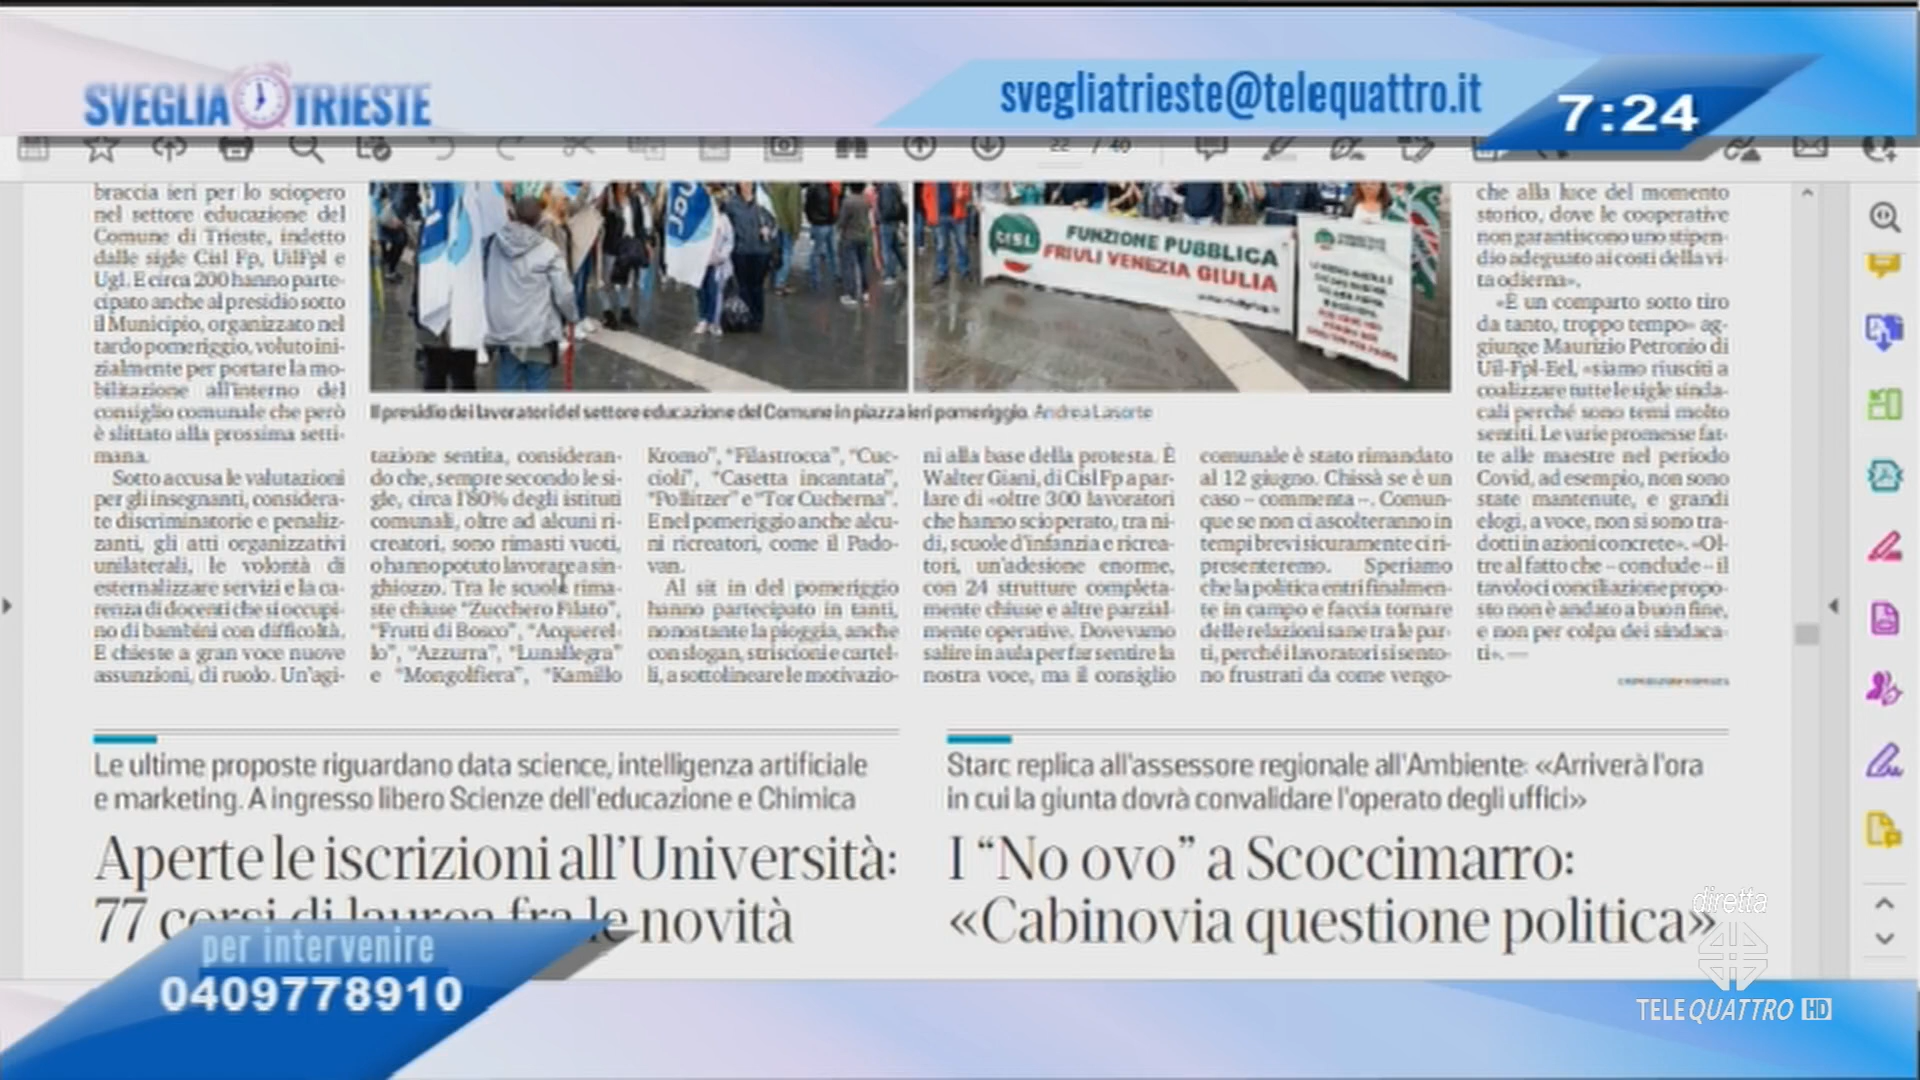 SVEGLIA TRIESTE
svegliatrieste@telequattro.it
7:24
22 / 40
braccia ieri per lo sciopero
nel settore educazione del
Comune di Trieste, indetto
dalle sigle Cisl Fp, UilFpl e
Ugl. E circa 200 hanno parte-
cipato anche al presidio sotto
il Municipio, organizzato nel
tardo pomeriggio, voluto ini-
zialmente per portare la mo-
bilitazione all'interno del
consiglio comunale che però
è slittato alla prossima setti-
mana.
Sotto accusa le valutazioni
per gli insegnanti, considera-
te discriminatorie e penaliz-
zanti, gli atti organizzativi
unilaterali, le volontà di
esternalizzare servizi e la ca-
renza di docenti che si occupi-
no di bambini con difficoltà.
E chieste a gran voce nuove
assunzioni, di ruolo. Un'agi-
UGL
CISL
FUNZIONE PUBBLICA
FRIULI VENEZIA GIULIA
Il presidio dei lavoratori del settore educazione del Comune in piazza ieri pomeriggio. Andrea Lasorte
tazione sentita, consideran-
do che, sempre secondo le si-
gle, circa l'80% degli istituti
comunali, oltre ad alcuni ri-
creatori, sono rimasti vuoti,
o hanno potuto lavorare a sin-
ghiozzo. Tra le scuole rima-
ste chiuse "Zucchero Filato",
"Frutti di Bosco", "Acquerel-
lo", "Azzurra", "Lunallegra"
e "Mongolfiera", "Kamillo
Kromo", "Filastrocca", "Cuc-
cioli", "Casetta incantata",
"Pollitzer" e "Tor Cucherna".
E nel pomeriggio anche alcu-
ni ricreatori, come il Pado-
van.
Al sit in del pomeriggio
hanno partecipato in tanti,
nonostante la pioggia, anche
con slogan, striscioni e cartel-
li, a sottolineare le motivazio-
ni alla base della protesta. È
Walter Giani, di Cisl Fp a par-
lare di «oltre 300 lavoratori
che hanno scioperato, tra ni-
di, scuole d'infanzia e ricrea-
tori, un'adesione enorme,
con 24 strutture completa-
mente chiuse e altre parzial-
mente operative. Dovevamo
salire in aula per far sentire la
nostra voce, ma il consiglio
comunale è stato rimandato
al 12 giugno. Chissà se è un
caso – commenta –. Comun-
que se non ci ascolteranno in
tempi brevi sicuramente ci ri-
presenteremo. Speriamo
che la politica entri finalmen-
te in campo e faccia tornare
delle relazioni sane tra le par-
ti, perché i lavoratori si sento-
no frustrati da come vengo-
che alla luce del momento
storico, dove le cooperative
non garantiscono uno stipen-
dio adeguato ai costi della vi-
ta odierna».
«È un comparto sotto tiro
da tanto, troppo tempo» ag-
giunge Maurizio Petronio di
Uil-Fpl-Eel, «siamo riusciti a
coalizzare tutte le sigle sinda-
cali perché sono temi molto
sentiti. Le varie promesse fat-
te alle maestre nel periodo
Covid, ad esempio, non sono
state mantenute, e grandi
elogi, a voce, non si sono tra-
dotti in azioni concrete». «Ol-
tre al fatto che – conclude – il
tavolo ci conciliazione propo-
sto non è andato a buon fine,
e non per colpa dei sindaca-
ti». —
Le ultime proposte riguardano data science, intelligenza artificiale
e marketing. A ingresso libero Scienze dell'educazione e Chimica
Aperte le iscrizioni all'Università:
77 corsi di laurea fra le novità
Starc replica all'assessore regionale all'Ambiente: «Arriverà l'ora
in cui la giunta dovrà convalidare l'operato degli uffici»
I "No ovo" a Scoccimarro:
«Cabinovia questione politica»
per intervenire
0409778910
diretta
TELEQUATTRO HD